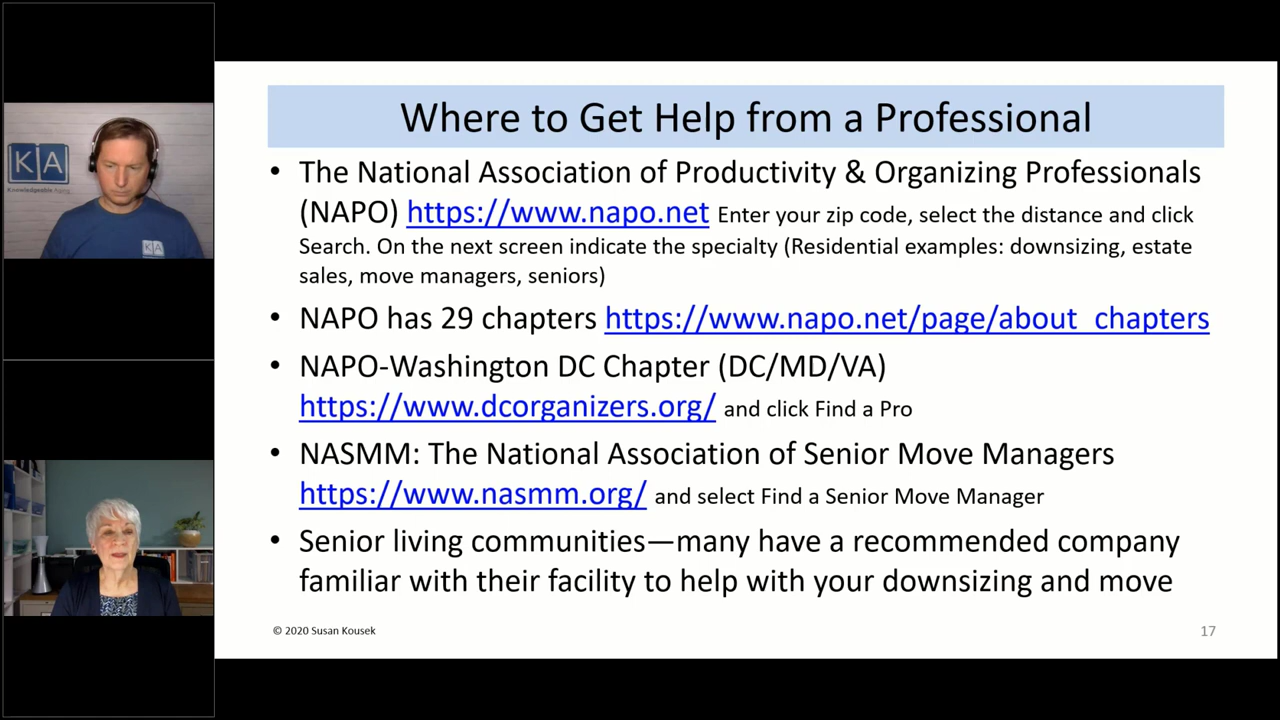 KA
Knowledgeable Aging
KA
Where to Get Help from a Professional
• The National Association of Productivity & Organizing Professionals
(NAPO) https://www.napo.net Enter your zip code, select the distance and click
Search. On the next screen indicate the specialty (Residential examples: downsizing, estate
sales, move managers, seniors)
• NAPO has 29 chapters https://www.napo.net/page/about_chapters
• NAPO-Washington DC Chapter (DC/MD/VA)
https://www.dcorganizers.org/ and click Find a Pro
• NASMM: The National Association of Senior Move Managers
https://www.nasmm.org/ and select Find a Senior Move Manager
• Senior living communities—many have a recommended company
familiar with their facility to help with your downsizing and move
© 2020 Susan Kousek
17